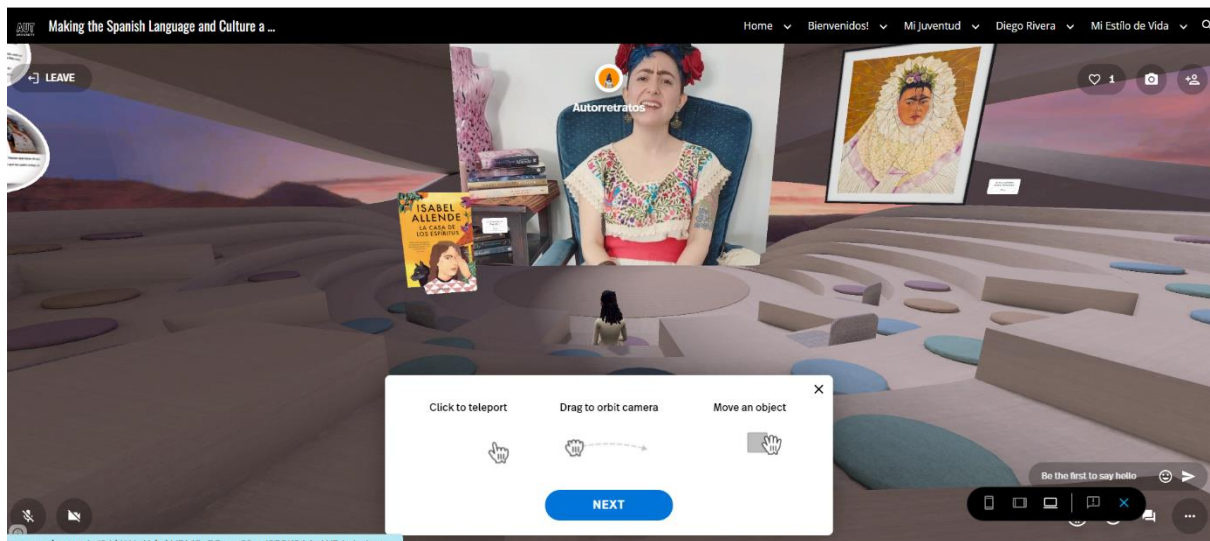 AUT
Making the Spanish Language and Culture a ...
Home
Bienvenidos!
Mi Juventud
Diego Rivera
Mi Estílo de Vida
LEAVE
1
Autorretratos
ISABEL
ALLENDE
LA CASA DE
LOS ESPÍRITUS
Click to teleport
Drag to orbit camera
Move an object
NEXT
Be the first to say hello